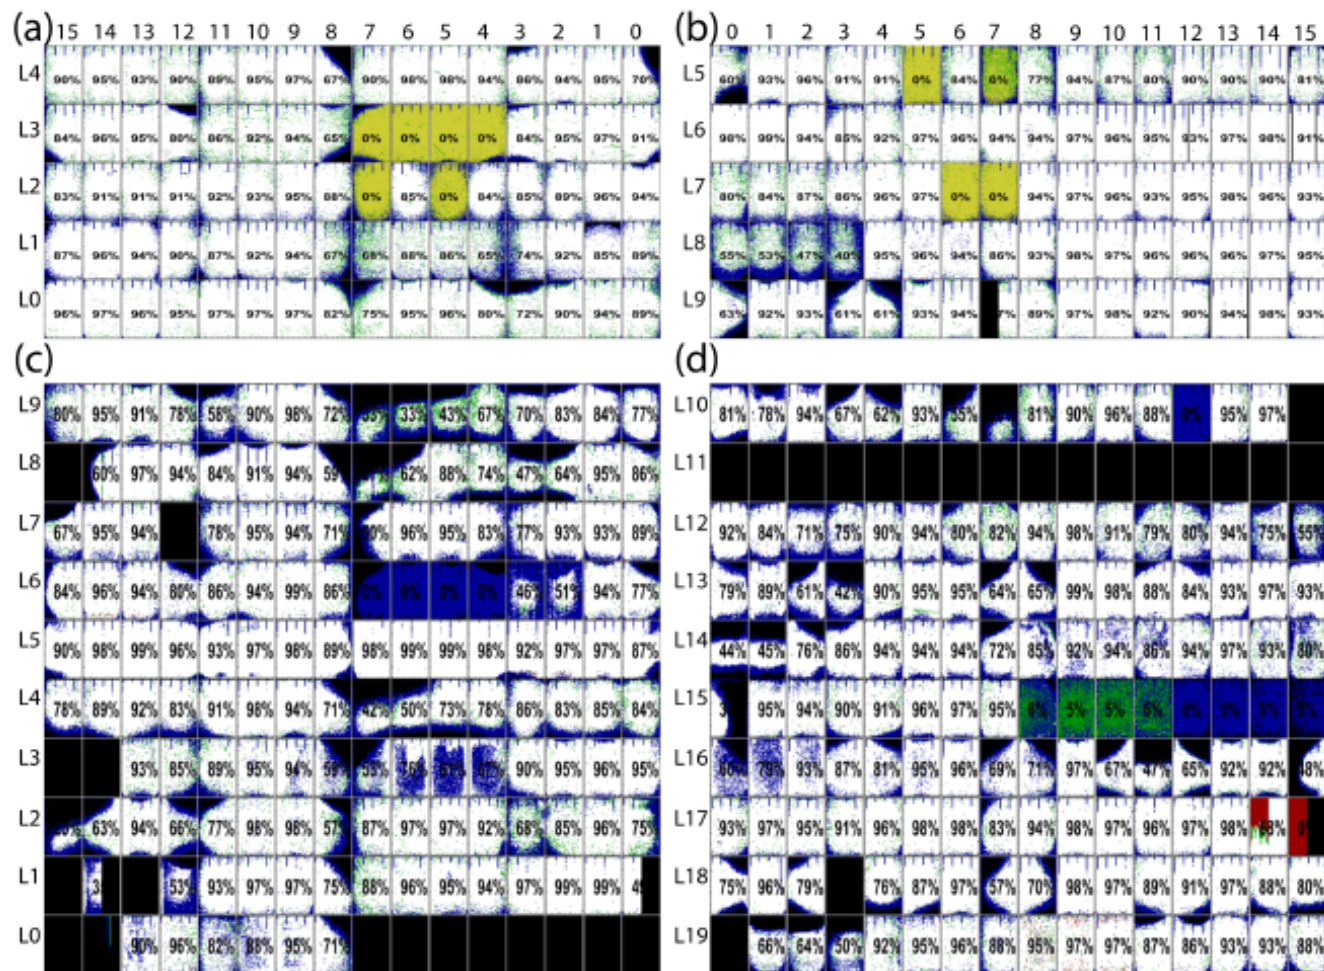 (a) 15 14 13 12 11 10 9 8 7 6 5 4 3 2 1 0
L4 90% 95% 93% 90% 89% 95% 97% 67% 90% 98% 98% 94% 86% 94% 95% 70%
L3 84% 96% 95% 80% 86% 92% 94% 65% 0% 0% 0% 0% 84% 95% 97% 91%
L2 83% 91% 91% 91% 92% 93% 95% 88% 0% 85% 0% 84% 85% 89% 96% 94%
L1 87% 96% 94% 90% 87% 92% 94% 67% 68% 88% 86% 65% 74% 92% 85% 89%
L0 96% 97% 96% 95% 97% 97% 97% 82% 75% 95% 96% 80% 72% 90% 94% 89%
(b) 0 1 2 3 4 5 6 7 8 9 10 11 12 13 14 15
L5 60% 93% 96% 91% 91% 0% 84% 0% 77% 94% 87% 80% 90% 90% 90% 81%
L6 98% 99% 94% 85% 92% 97% 96% 94% 94% 97% 96% 95% 93% 97% 98% 91%
L7 80% 84% 87% 86% 96% 97% 0% 0% 94% 97% 96% 93% 95% 98% 96% 93%
L8 55% 53% 47% 40% 95% 96% 94% 86% 93% 98% 97% 96% 96% 96% 97% 95%
L9 63% 92% 93% 61% 61% 93% 94% 7% 89% 97% 98% 92% 90% 94% 98% 93%
(c)
L9 80% 95% 91% 78% 58% 90% 98% 72% 33% 43% 67% 70% 83% 84% 77%
L8 60% 97% 94% 84% 91% 94% 59% 62% 88% 74% 47% 64% 95% 86%
L7 67% 95% 94% 78% 95% 94% 71% 96% 95% 83% 77% 93% 93% 89%
L6 84% 96% 94% 80% 86% 94% 99% 86% 0% 0% 0% 0% 46% 51% 94% 77%
L5 90% 98% 99% 96% 93% 97% 98% 89% 98% 99% 99% 98% 92% 97% 97% 87%
L4 78% 89% 92% 83% 91% 98% 94% 71% 42% 50% 73% 78% 86% 83% 85% 84%
L3 93% 85% 89% 95% 94% 59% 53% 76% 61% 67% 90% 95% 96% 95%
L2 63% 94% 66% 77% 98% 98% 57% 87% 97% 97% 92% 68% 85% 96% 75%
L1 3 53% 93% 97% 97% 75% 88% 96% 95% 94% 97% 99% 99%
L0 90% 96% 82% 88% 95% 71%
(d)
L10 81% 78% 94% 67% 62% 93% 55% 81% 90% 96% 88% 0% 95% 97%
L11
L12 92% 84% 71% 75% 94% 80% 82% 94% 98% 91% 79% 80% 94% 75% 55%
L13 79% 89% 61% 42% 90% 95% 95% 64% 65% 99% 98% 88% 84% 93% 97% 93%
L14 44% 45% 76% 86% 94% 94% 94% 72% 85% 92% 94% 86% 94% 97% 93% 80%
L15 3 95% 94% 90% 91% 96% 97% 95% 6% 5% 5% 6% 0% 0% 0% 0%
L16 60% 79% 93% 87% 81% 95% 96% 69% 71% 97% 67% 47% 65% 92% 92% 48%
L17 93% 97% 95% 91% 96% 98% 98% 83% 94% 98% 97% 96% 97% 98% 58% 0%
L18 75% 96% 79% 76% 87% 97% 57% 70% 98% 97% 89% 91% 97% 88% 80%
L19 66% 64% 50% 92% 95% 96% 88% 95% 97% 97% 87% 86% 93% 93% 88%